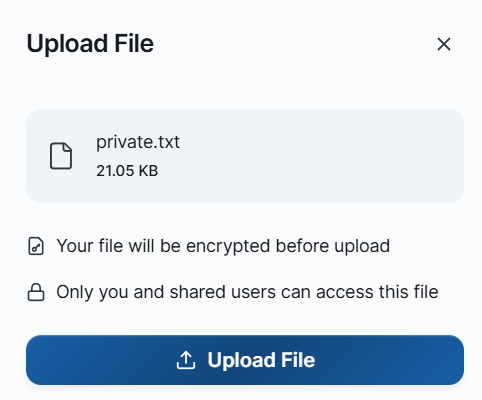 Upload File
private.txt
21.05 KB
Your file will be encrypted before upload
Only you and shared users can access this file
Upload File